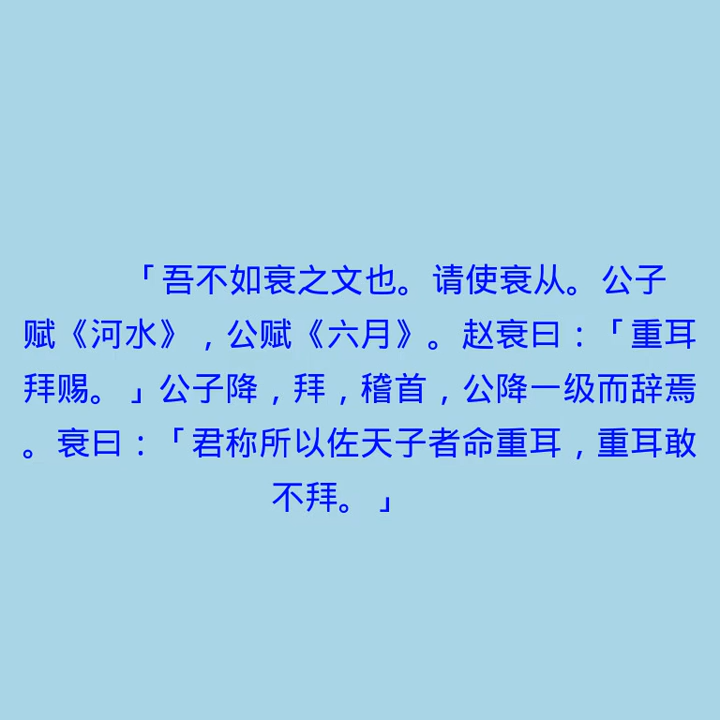 「吾不如衰之文也。请使衰从。公子
赋《河水》，公赋《六月》。赵衰曰：「重耳
拜赐。」公子降，拜，稽首，公降一级而辞焉
。衰曰：「君称所以佐天子者命重耳，重耳敢
不拜。」